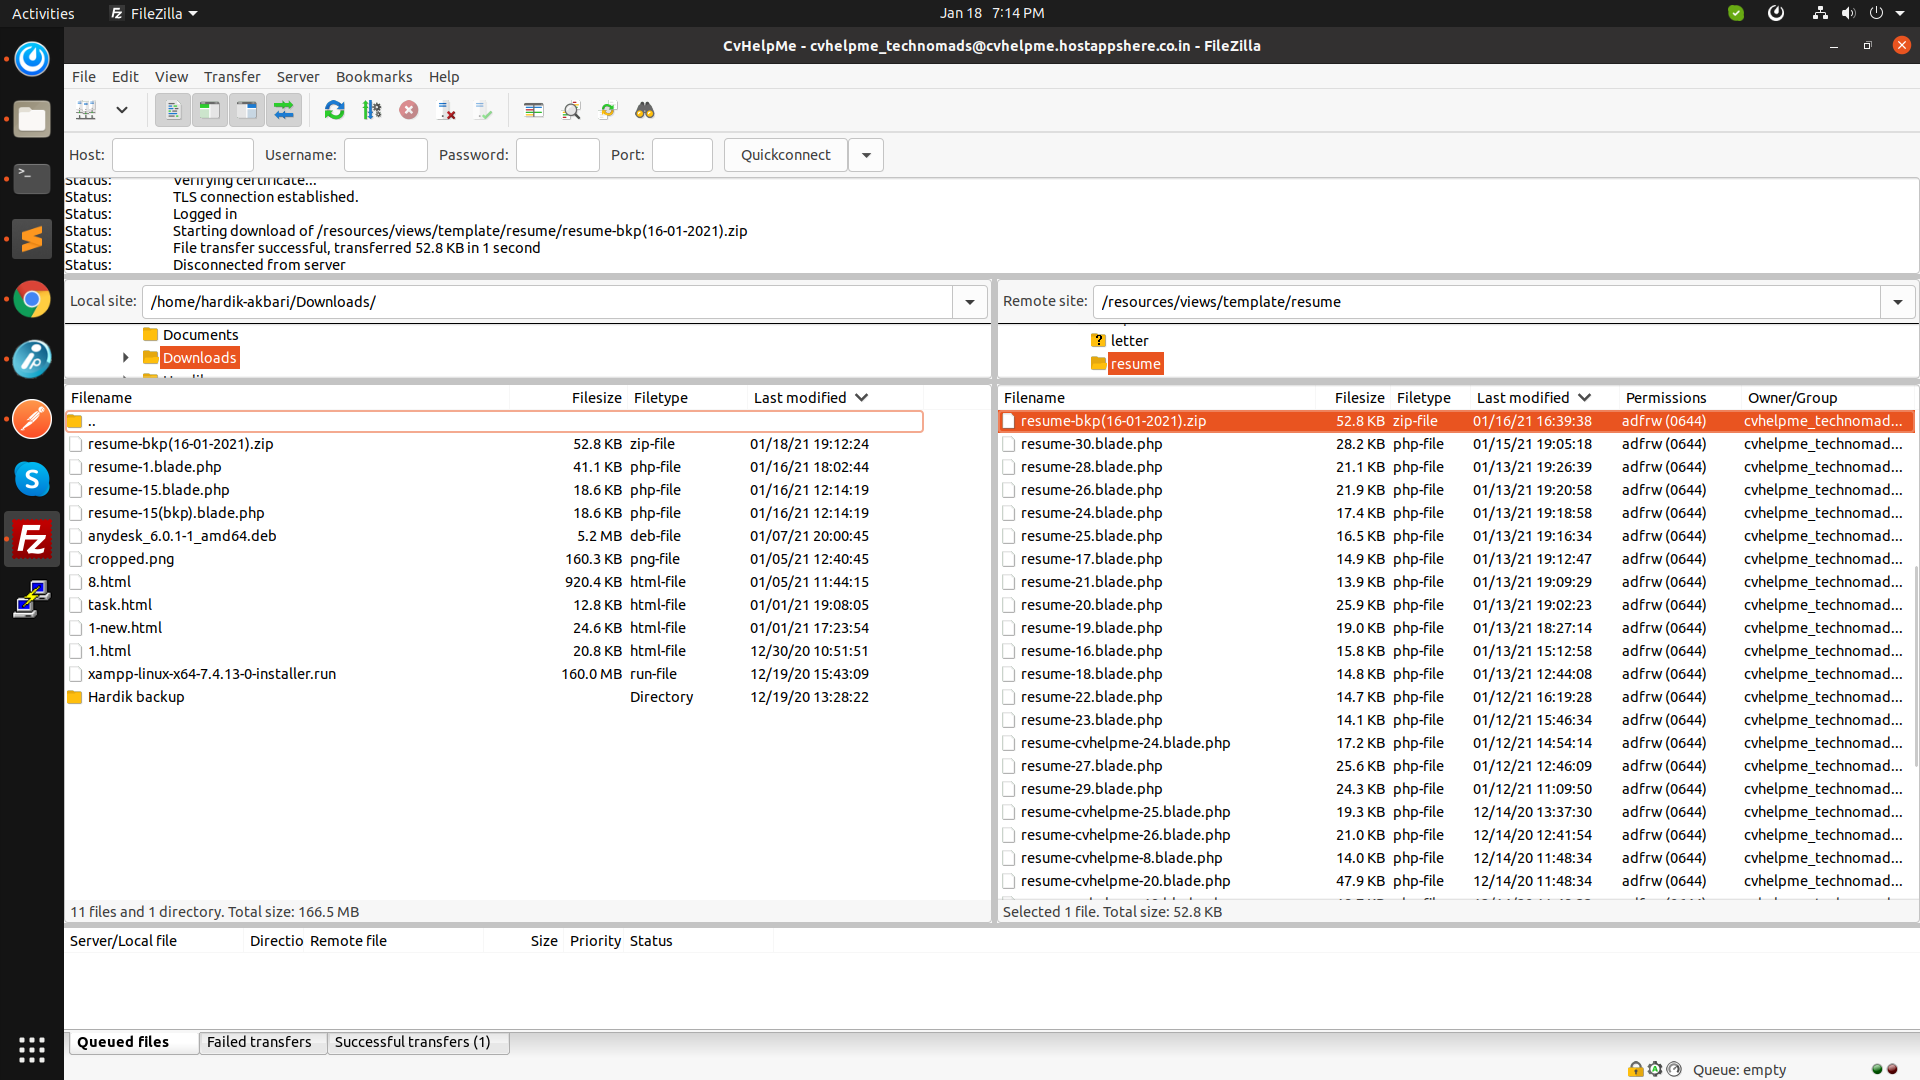 Activities FileZilla Jan 18 7:14 PM
CvHelpMe - cvhelpme_technomads@cvhelpme.hostappshere.co.in - FileZilla
File Edit View Transfer Server Bookmarks Help
Host: Username: Password: Port: Quickconnect
Status: Verifying certificate...
Status: TLS connection established.
Status: Logged in
Status: Starting download of /resources/views/template/resume/resume-bkp(16-01-2021).zip
Status: File transfer successful, transferred 52.8 KB in 1 second
Status: Disconnected from server
Local site: /home/hardik-akbari/Downloads/
Documents
Downloads
Filename Filesize Filetype Last modified
..
resume-bkp(16-01-2021).zip 52.8 KB zip-file 01/18/21 19:12:24
resume-1.blade.php 41.1 KB php-file 01/16/21 18:02:44
resume-15.blade.php 18.6 KB php-file 01/16/21 12:14:19
resume-15(bkp).blade.php 18.6 KB php-file 01/16/21 12:14:19
anydesk_6.0.1-1_amd64.deb 5.2 MB deb-file 01/07/21 20:00:45
cropped.png 160.3 KB png-file 01/05/21 12:40:45
8.html 920.4 KB html-file 01/05/21 11:44:15
task.html 12.8 KB html-file 01/01/21 19:08:05
1-new.html 24.6 KB html-file 01/01/21 17:23:54
1.html 20.8 KB html-file 12/30/20 10:51:51
xampp-linux-x64-7.4.13-0-installer.run 160.0 MB run-file 12/19/20 15:43:09
Hardik backup Directory 12/19/20 13:28:22
11 files and 1 directory. Total size: 166.5 MB
Remote site: /resources/views/template/resume
letter
resume
Filename Filesize Filetype Last modified Permissions Owner/Group
resume-bkp(16-01-2021).zip 52.8 KB zip-file 01/16/21 16:39:38 adfrw (0644) cvhelpme_technomad...
resume-30.blade.php 28.2 KB php-file 01/15/21 19:05:18 adfrw (0644) cvhelpme_technomad...
resume-28.blade.php 21.1 KB php-file 01/13/21 19:26:39 adfrw (0644) cvhelpme_technomad...
resume-26.blade.php 21.9 KB php-file 01/13/21 19:20:58 adfrw (0644) cvhelpme_technomad...
resume-24.blade.php 17.4 KB php-file 01/13/21 19:18:58 adfrw (0644) cvhelpme_technomad...
resume-25.blade.php 16.5 KB php-file 01/13/21 19:16:34 adfrw (0644) cvhelpme_technomad...
resume-17.blade.php 14.9 KB php-file 01/13/21 19:12:47 adfrw (0644) cvhelpme_technomad...
resume-21.blade.php 13.9 KB php-file 01/13/21 19:09:29 adfrw (0644) cvhelpme_technomad...
resume-20.blade.php 25.9 KB php-file 01/13/21 19:02:23 adfrw (0644) cvhelpme_technomad...
resume-19.blade.php 19.0 KB php-file 01/13/21 18:27:14 adfrw (0644) cvhelpme_technomad...
resume-16.blade.php 15.8 KB php-file 01/13/21 15:12:58 adfrw (0644) cvhelpme_technomad...
resume-18.blade.php 14.8 KB php-file 01/13/21 12:44:08 adfrw (0644) cvhelpme_technomad...
resume-22.blade.php 14.7 KB php-file 01/12/21 16:19:28 adfrw (0644) cvhelpme_technomad...
resume-23.blade.php 14.1 KB php-file 01/12/21 15:46:34 adfrw (0644) cvhelpme_technomad...
resume-cvhelpme-24.blade.php 17.2 KB php-file 01/12/21 14:54:14 adfrw (0644) cvhelpme_technomad...
resume-27.blade.php 25.6 KB php-file 01/12/21 12:46:09 adfrw (0644) cvhelpme_technomad...
resume-29.blade.php 24.3 KB php-file 01/12/21 11:09:50 adfrw (0644) cvhelpme_technomad...
resume-cvhelpme-25.blade.php 19.3 KB php-file 12/14/20 13:37:30 adfrw (0644) cvhelpme_technomad...
resume-cvhelpme-26.blade.php 21.0 KB php-file 12/14/20 12:41:54 adfrw (0644) cvhelpme_technomad...
resume-cvhelpme-8.blade.php 14.0 KB php-file 12/14/20 11:48:34 adfrw (0644) cvhelpme_technomad...
resume-cvhelpme-20.blade.php 47.9 KB php-file 12/14/20 11:48:34 adfrw (0644) cvhelpme_technomad...
Selected 1 file. Total size: 52.8 KB
Server/Local file Directio Remote file Size Priority Status
Queued files Failed transfers Successful transfers (1)
Queue: empty